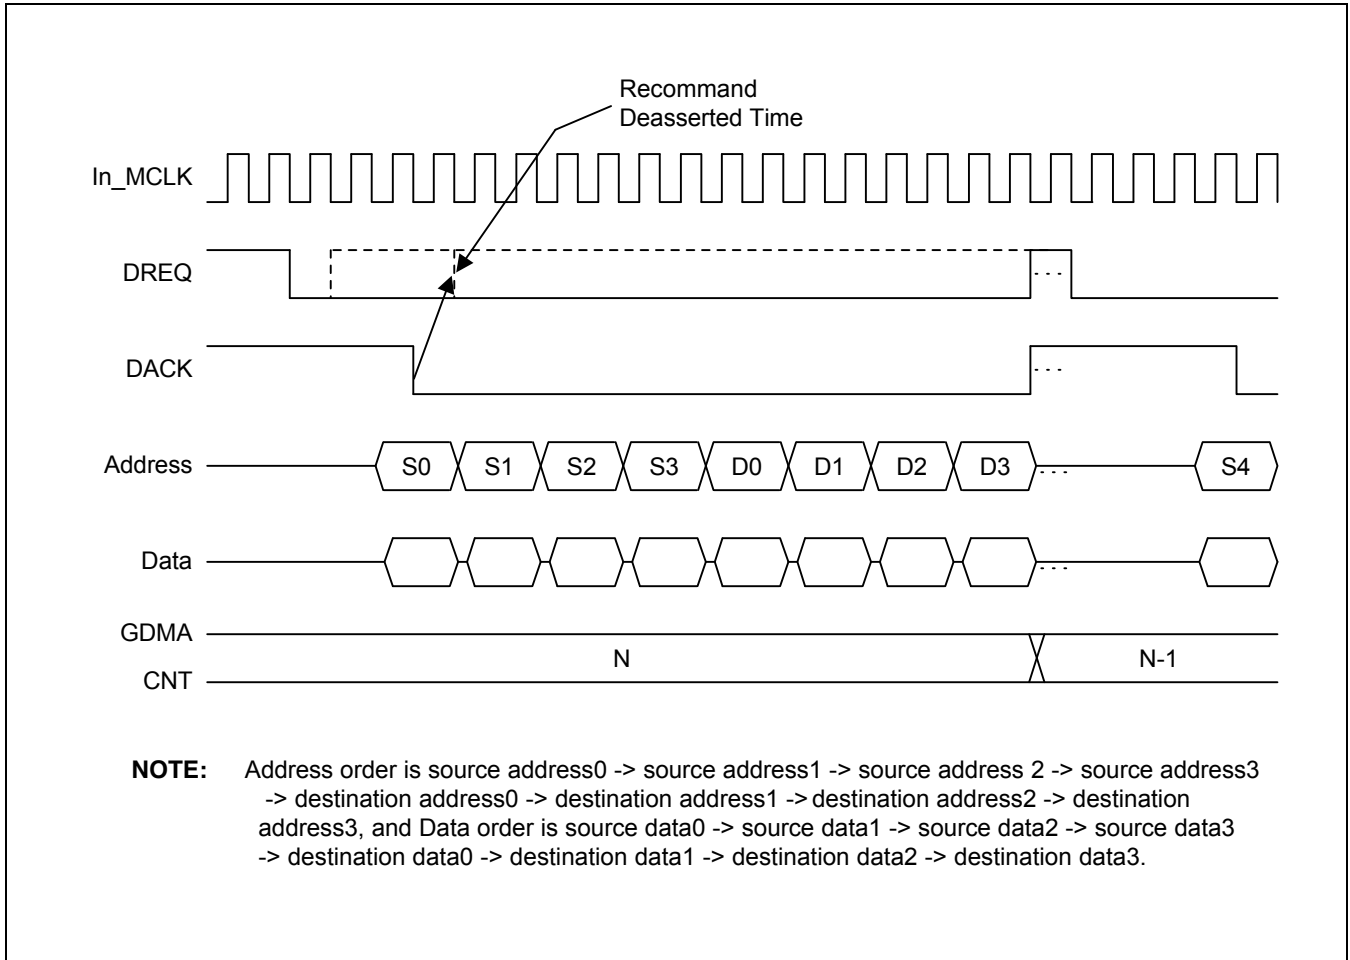 Recommand
Deasserted Time
In_MCLK
DREQ
. . .
DACK
. . .
Address
S0 S1 S2 S3 D0 D1 D2 D3 . . . S4
Data
. . .
GDMA
N N-1
CNT
NOTE: Address order is source address0 -> source address1 -> source address 2 -> source address3
-> destination address0 -> destination address1 -> destination address2 -> destination
address3, and Data order is source data0 -> source data1 -> source data2 -> source data3
-> destination data0 -> destination data1 -> destination data2 -> destination data3.